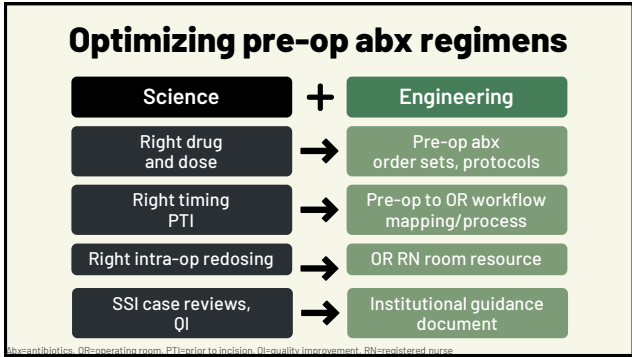 Optimizing pre-op abx regimens
Science + Engineering
Right drug
and dose
Pre-op abx
order sets, protocols
Right timing
PTI
Pre-op to OR workflow
mapping/process
Right intra-op redosing
OR RN room resource
SSI case reviews,
QI
Institutional guidance
document
Abx=antibiotics, OR=operating room, PTI=prior to incision, QI=quality improvement, RN=registered nurse